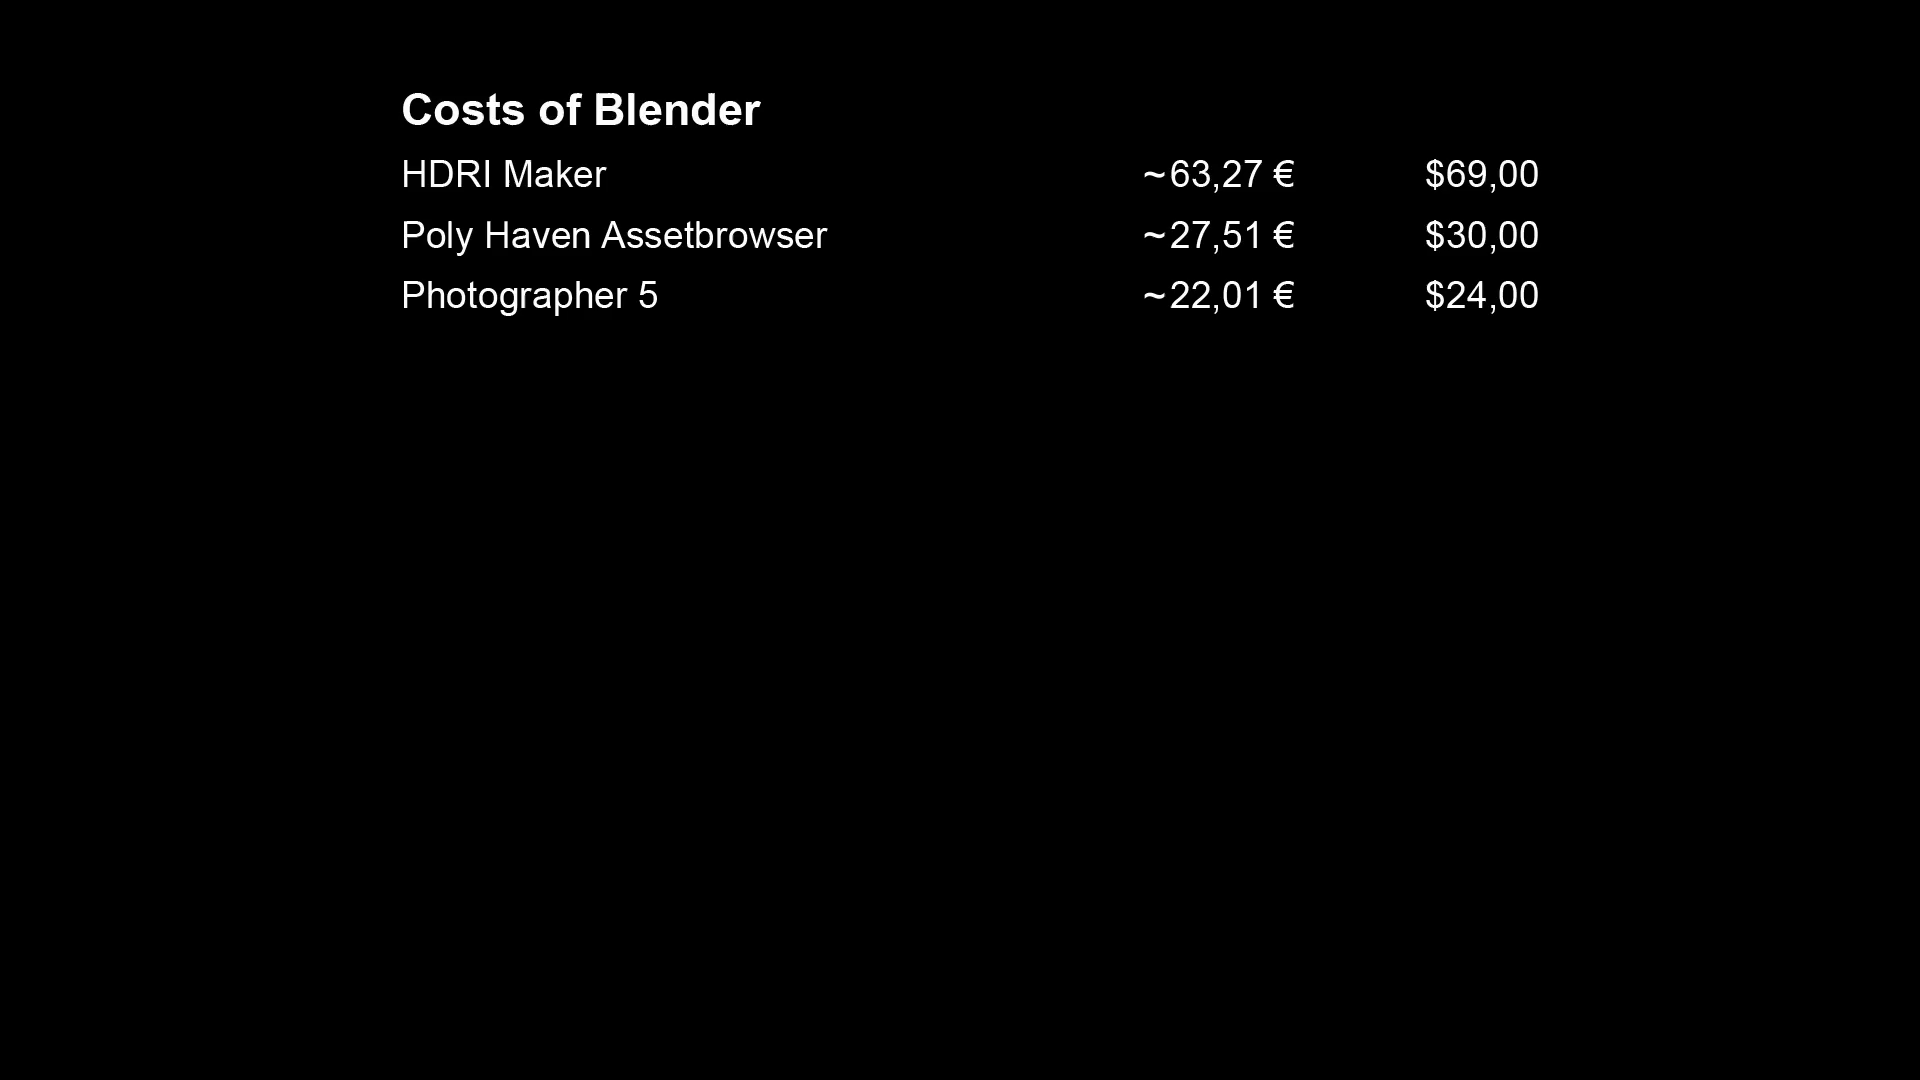 Costs of Blender
HDRI Maker ~63,27 € $69,00
Poly Haven Assetbrowser ~27,51 € $30,00
Photographer 5 ~22,01 € $24,00